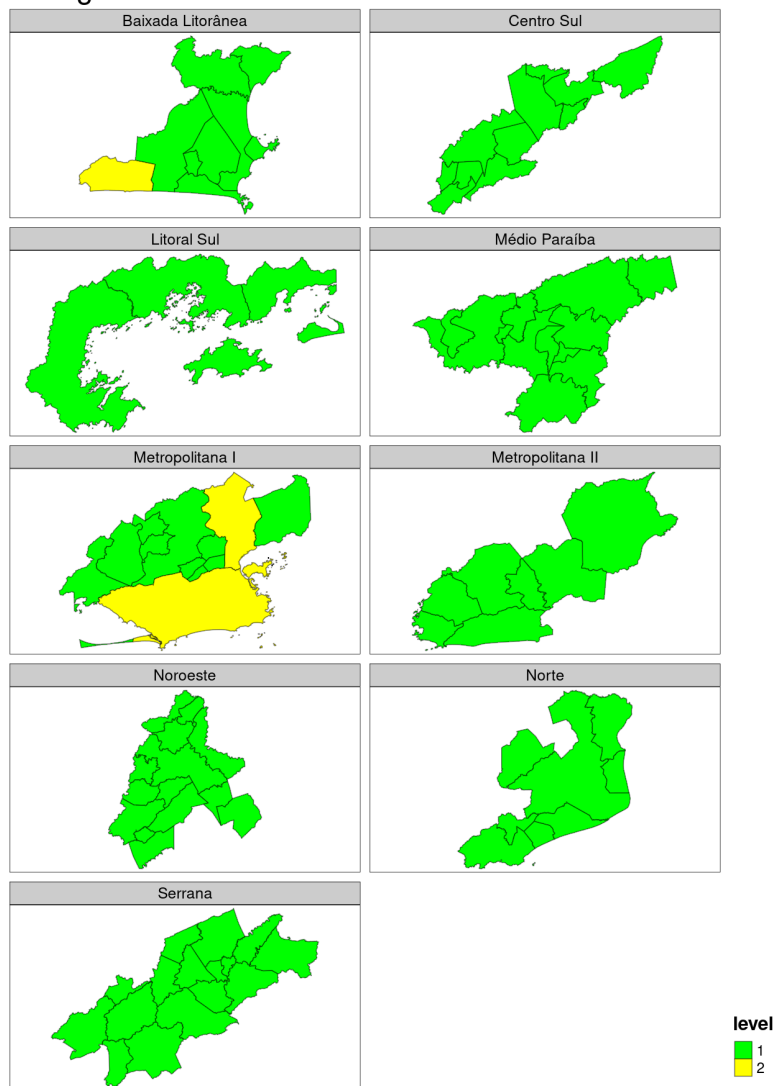 Baixada Litorânea
Centro Sul
Litoral Sul
Médio Paraíba
Metropolitana I
Metropolitana II
Noroeste
Norte
Serrana
level
1
2